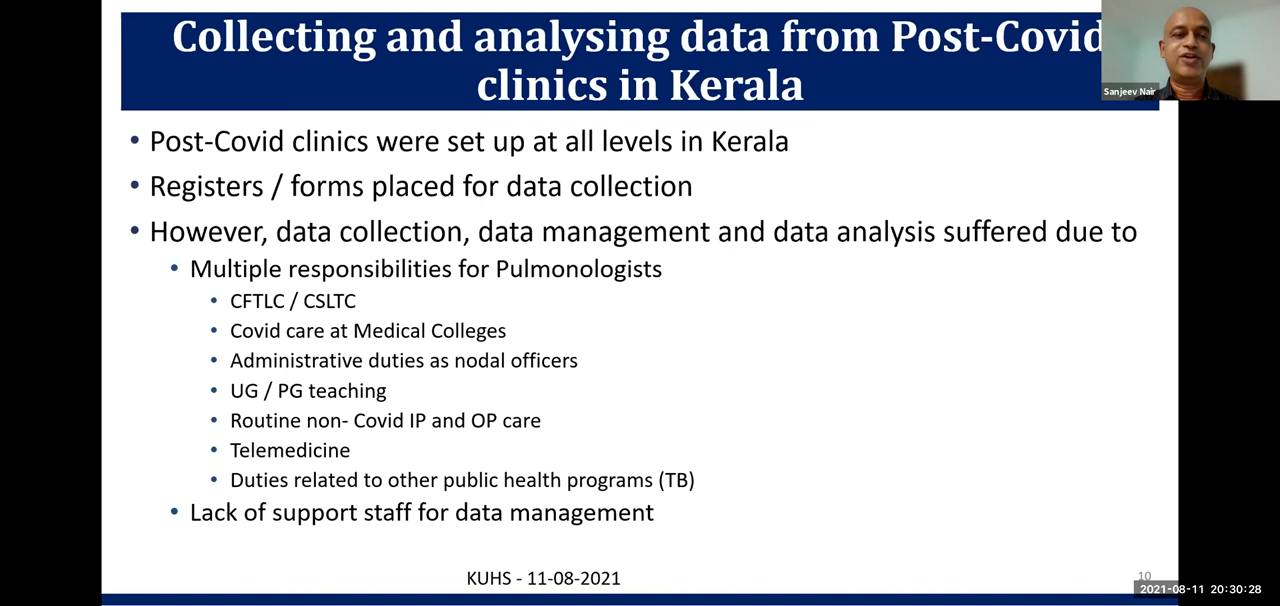 Collecting and analysing data from Post-Covid
clinics in Kerala
Sanjeev Nair
• Post-Covid clinics were set up at all levels in Kerala
• Registers / forms placed for data collection
• However, data collection, data management and data analysis suffered due to
• Multiple responsibilities for Pulmonologists
• CFTLC / CSLTC
• Covid care at Medical Colleges
• Administrative duties as nodal officers
• UG / PG teaching
• Routine non- Covid IP and OP care
• Telemedicine
• Duties related to other public health programs (TB)
• Lack of support staff for data management
KUHS - 11-08-2021
10
2021-08-11 20:30:28